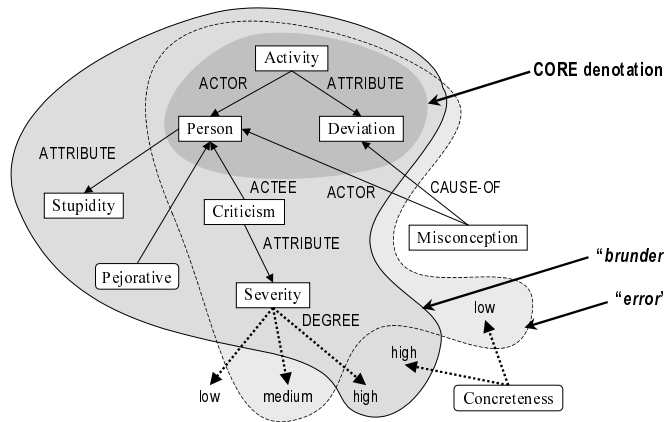 Activity
CORE denotation
ACTOR
ATTRIBUTE
Person
Deviation
ATTRIBUTE
ACTEE
ACTOR
CAUSE-OF
Stupidity
Criticism
Misconception
ATTRIBUTE
Pejorative
"brunder
Severity
"error'
low
DEGREE
high
low
medium
high
Concreteness